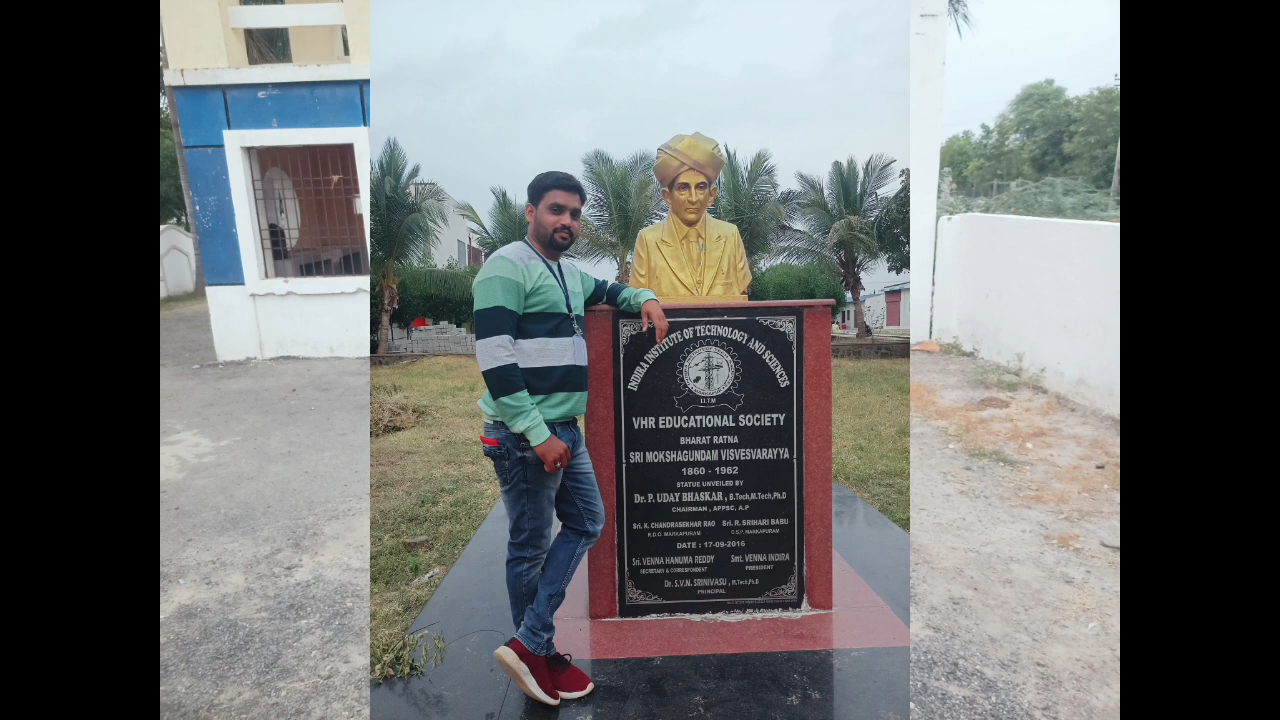 INDIRA INSTITUTE OF TECHNOLOGY AND SCIENCES
I.I.T.M
VHR EDUCATIONAL SOCIETY
BHARAT RATNA
SRI MOKSHAGUNDAM VISVESVARAYYA
1860 - 1962
STATUE UNVEILED BY
Dr. P. UDAY BHASKAR , B.Tech,M.Tech,Ph.D
CHAIRMAN , APPSC, A.P
Sri. K. CHANDRASEKHAR RAO Sri. R. SRIHARI BABU
R.D.O. MARKAPURAM D.S.P. MARKAPURAM
DATE : 17-09-2016
Sri. VENNA HANUMA REDDY Smt. VENNA INDIRA
SECRETARY & CORRESPONDENT PRESIDENT
Dr. S.V.N. SRINIVASU , M.Tech,Ph.D
PRINCIPAL